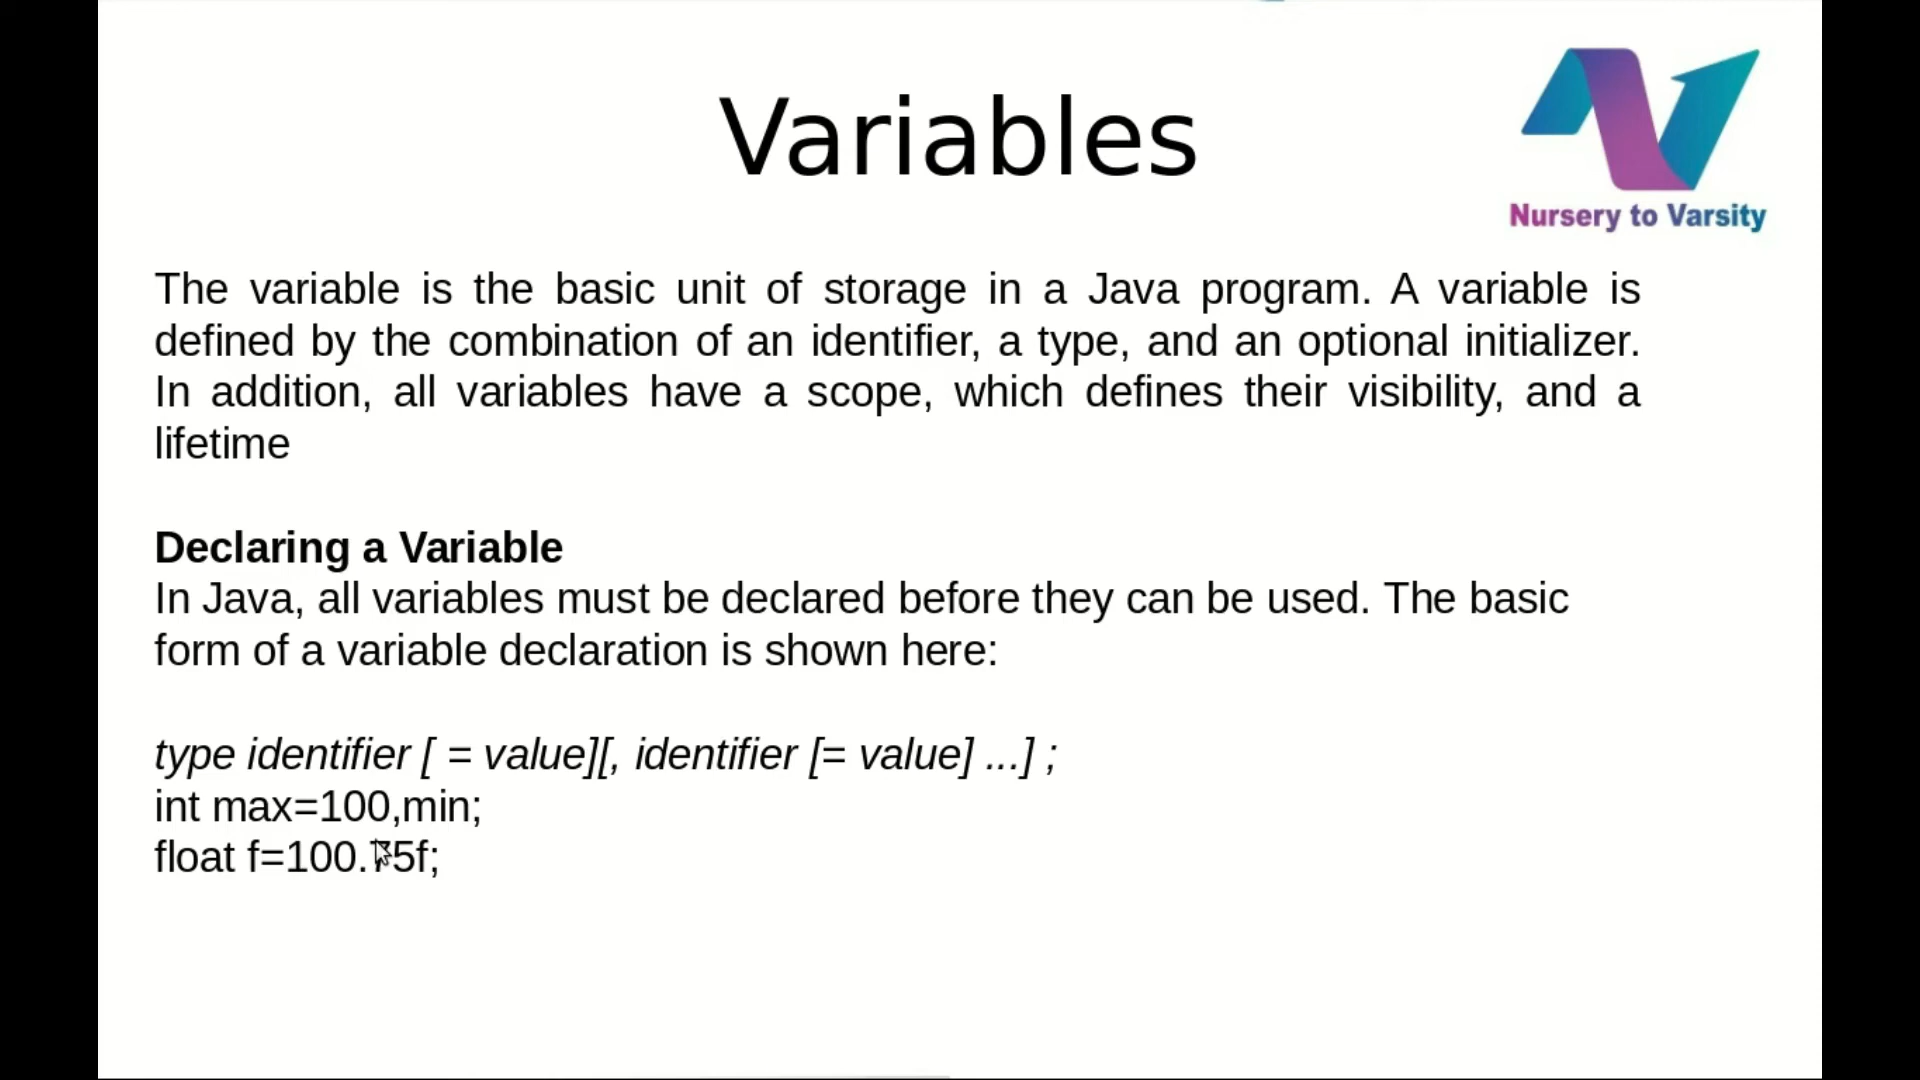 Variables
Nursery to Varsity
The variable is the basic unit of storage in a Java program. A variable is
defined by the combination of an identifier, a type, and an optional initializer.
In addition, all variables have a scope, which defines their visibility, and a
lifetime
Declaring a Variable
In Java, all variables must be declared before they can be used. The basic
form of a variable declaration is shown here:
type identifier [ = value][, identifier [= value] ...] ;
int max=100,min;
float f=100.75f;